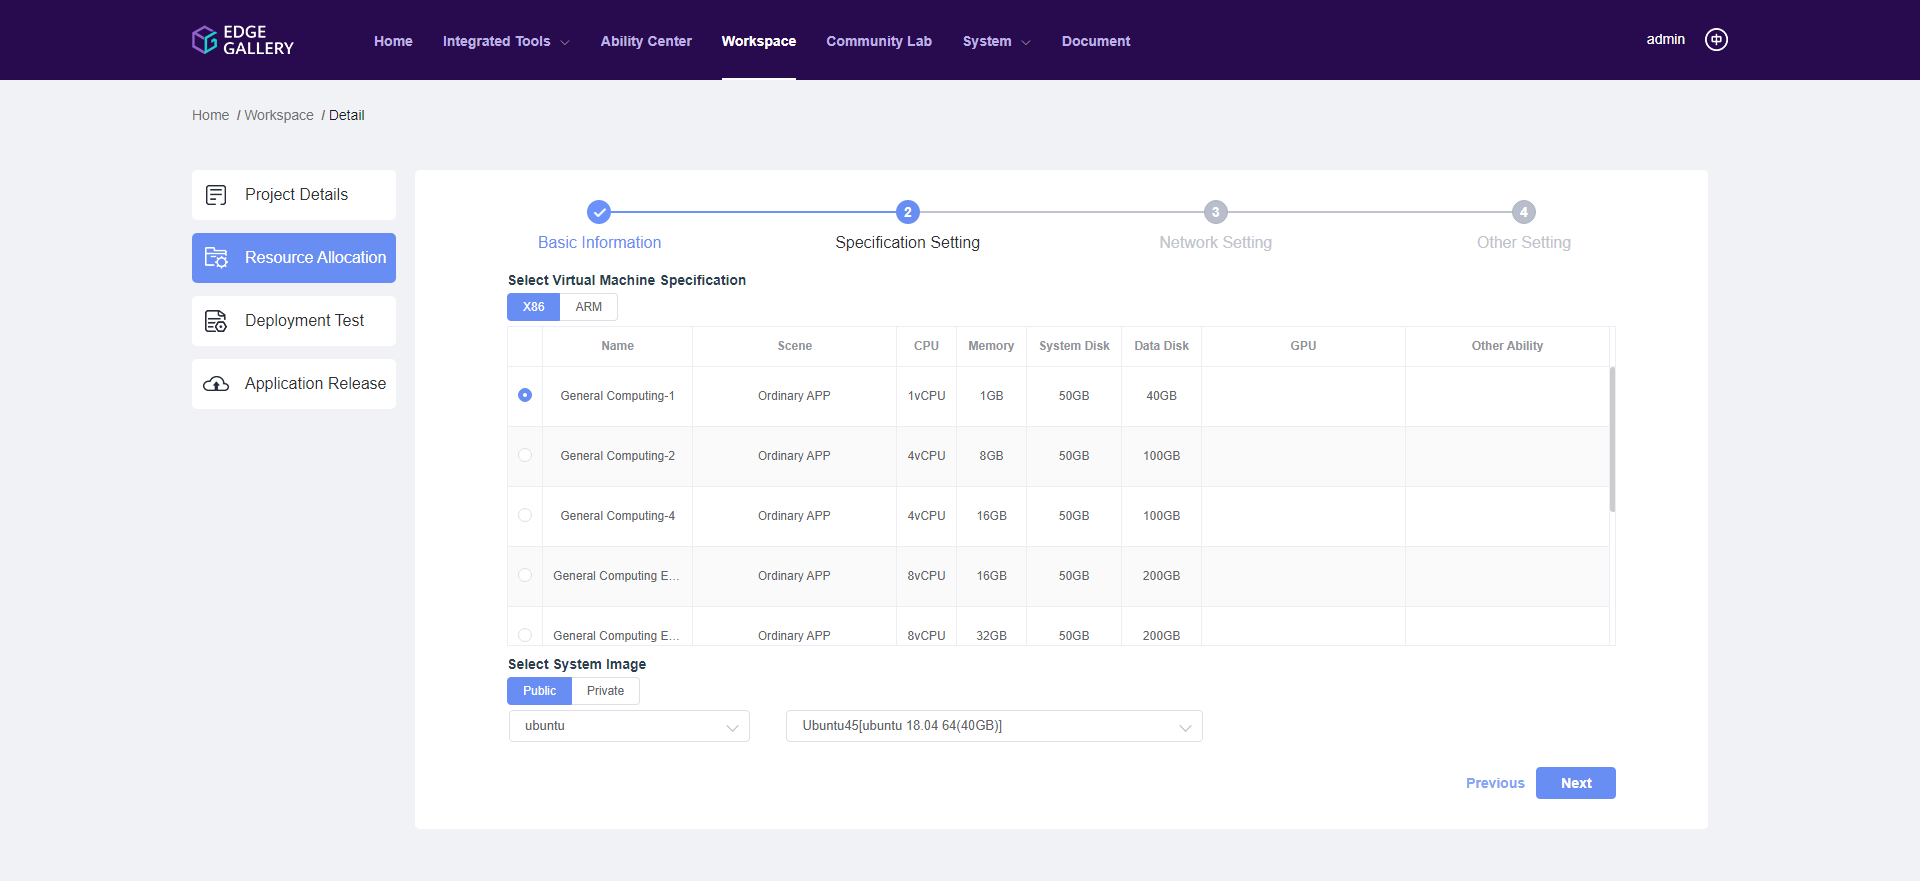 EDGE
GALLERY
Home
Integrated Tools
Ability Center
Workspace
Community Lab
System
Document
admin
中
Home / Workspace / Detail
Project Details
Resource Allocation
Deployment Test
Application Release
2
3
4
Basic Information
Specification Setting
Network Setting
Other Setting
Select Virtual Machine Specification
X86
ARM
Name Scene CPU Memory System Disk Data Disk GPU Other Ability
General Computing-1 Ordinary APP 1vCPU 1GB 50GB 40GB
General Computing-2 Ordinary APP 4vCPU 8GB 50GB 100GB
General Computing-4 Ordinary APP 4vCPU 16GB 50GB 100GB
General Computing E... Ordinary APP 8vCPU 16GB 50GB 200GB
General Computing E... Ordinary APP 8vCPU 32GB 50GB 200GB
Select System Image
Public
Private
ubuntu
Ubuntu45[ubuntu 18.04 64(40GB)]
Previous
Next